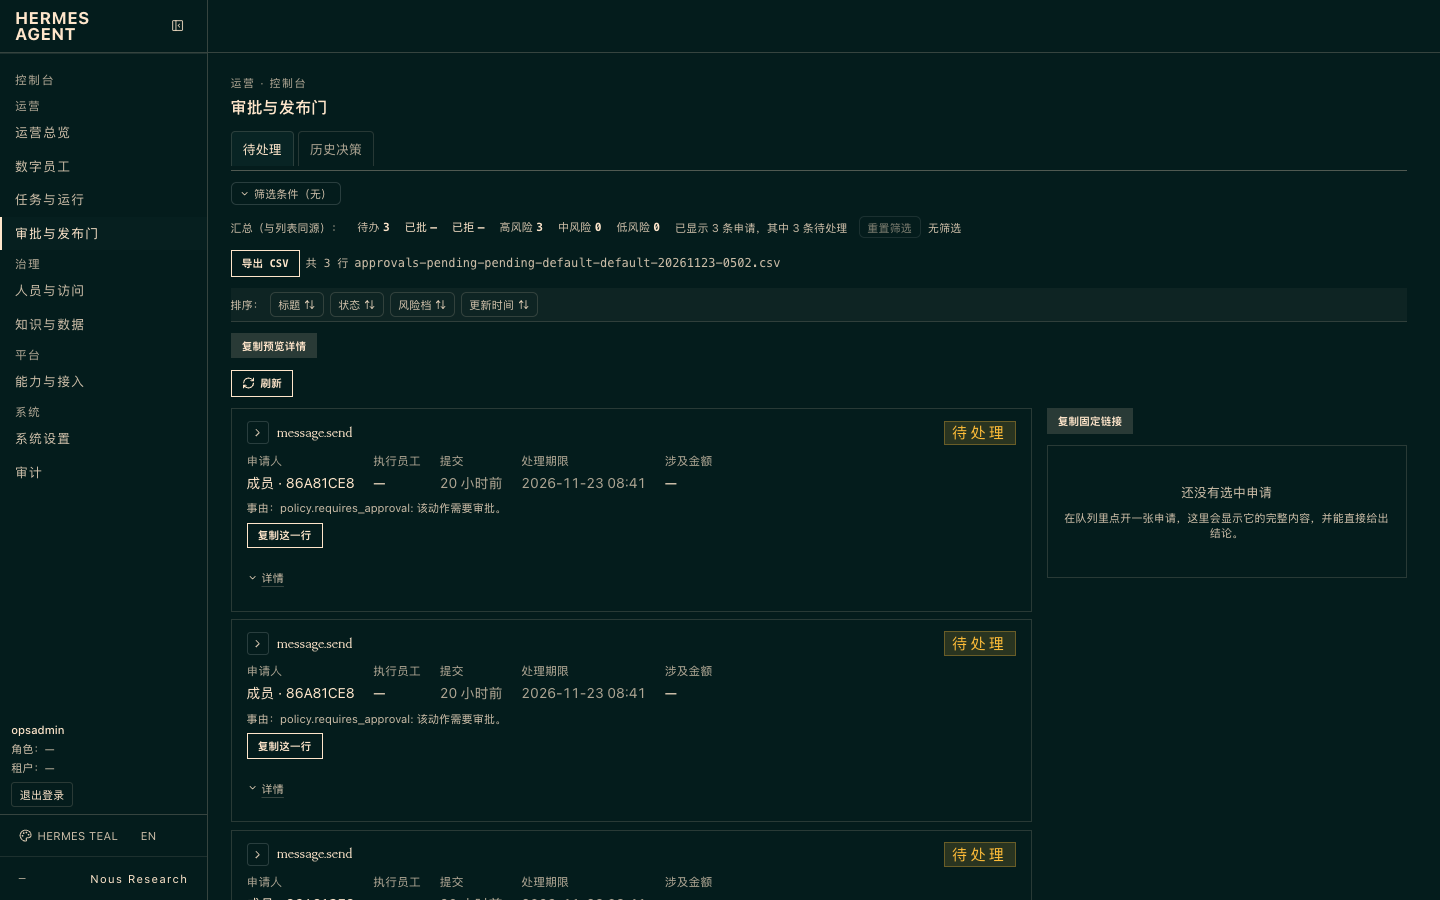 HERMES
AGENT
控制台
运营
运营总览
数字员工
任务与运行
审批与发布门
治理
人员与访问
知识与数据
平台
能力与接入
系统
系统设置
审计
opsadmin
角色：—
租户：—
退出登录
HERMES TEAL EN
— Nous Research
运营 · 控制台
审批与发布门
待处理 历史决策
筛选条件（无）
汇总（与列表同源）： 待办 3 已批 — 已拒 — 高风险 3 中风险 0 低风险 0 已显示 3 条申请，其中 3 条待处理 重置筛选 无筛选
导出 CSV 共 3 行 approvals-pending-pending-default-default-20261123-0502.csv
排序： 标题 ⇅ 状态 ⇅ 风险档 ⇅ 更新时间 ⇅
复制预览详情
刷新
message.send 待处理
申请人 执行员工 提交 处理期限 涉及金额
成员 · 86A81CE8 — 20 小时前 2026-11-23 08:41 —
事由：policy.requires_approval: 该动作需要审批。
复制这一行
详情
message.send 待处理
申请人 执行员工 提交 处理期限 涉及金额
成员 · 86A81CE8 — 20 小时前 2026-11-23 08:41 —
事由：policy.requires_approval: 该动作需要审批。
复制这一行
详情
message.send 待处理
申请人 执行员工 提交 处理期限 涉及金额
复制固定链接
还没有选中申请
在队列里点开一张申请，这里会显示它的完整内容，并能直接给出
结论。